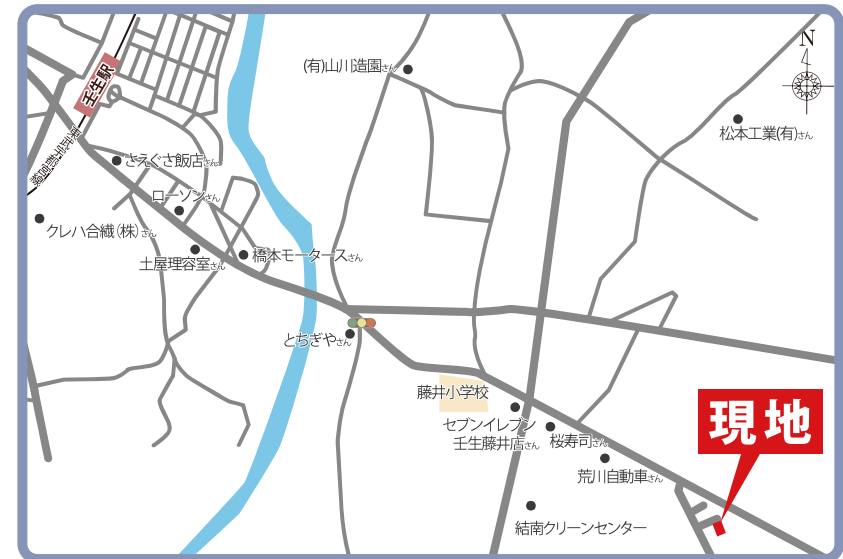 N
(有)山川造園さん
壬生駅
松本工業(有)さん
東武宇都宮線
さえぐさ飯店さん
ローソンさん
クレハ合繊(株)さん
橋本モータースさん
土屋理容室さん
とちぎやさん
藤井小学校
現地
セブンイレブン
壬生藤井店さん
桜寿司さん
荒川自動車さん
結南クリーンセンター